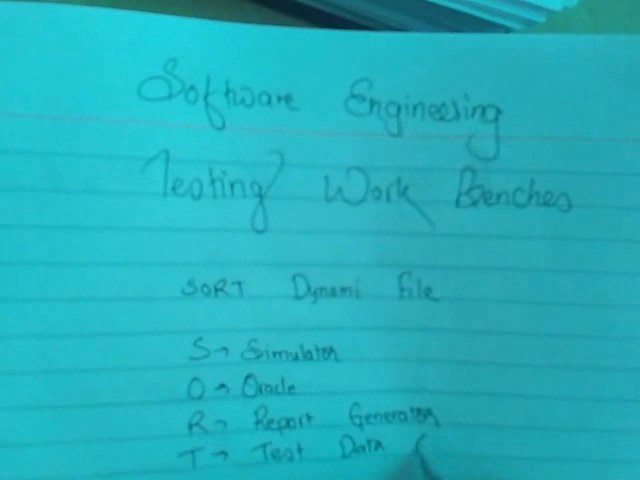 Software Engineering
Testing Work Benches
SORT Dynami File
S → Simulator
O → Oracle
R → Report Generator
T → Test Data